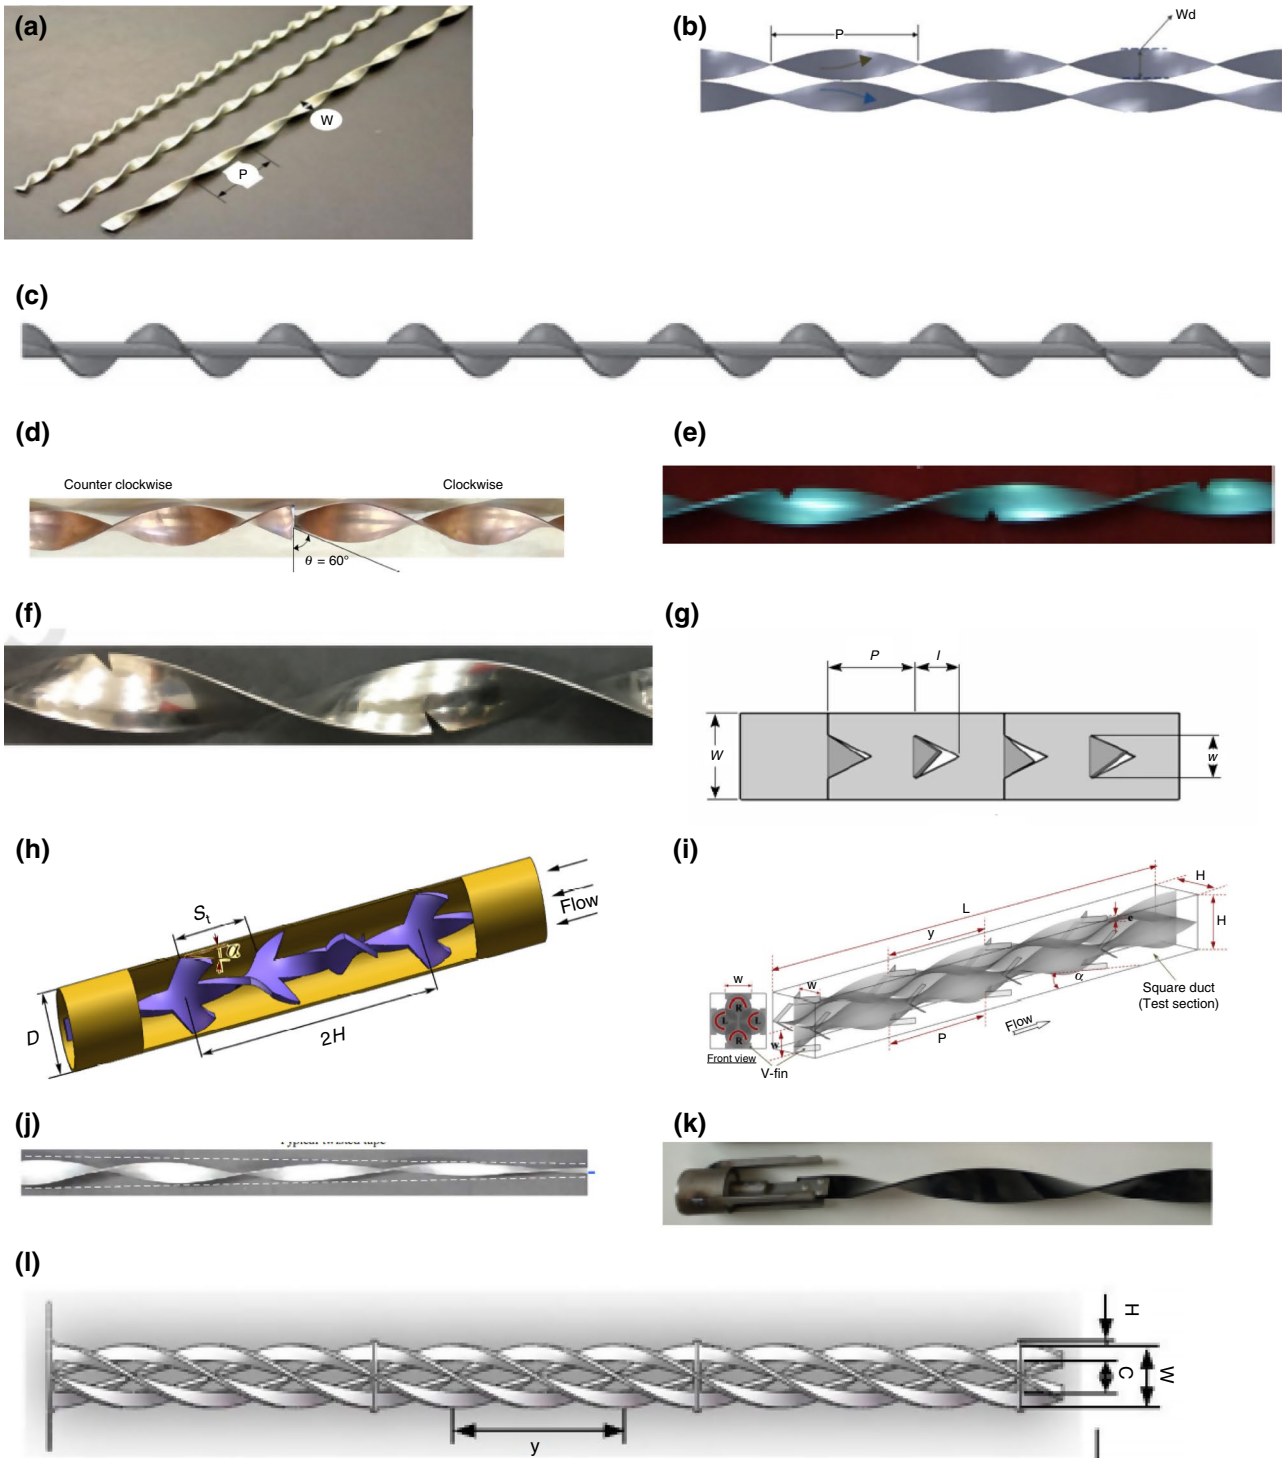 (a)
W
P
(b)
P
Wd
(c)
(d)
Counter clockwise
Clockwise
θ = 60°
(e)
(f)
(g)
P
l
W
w
(h)
Flow
St
α
D
2H
(i)
H
L
H
y
e
w
w
α
Square duct
(Test section)
R
L
L
R
w
Flow
P
Front view
V-fin
(j)
(k)
(l)
H
C
W
y